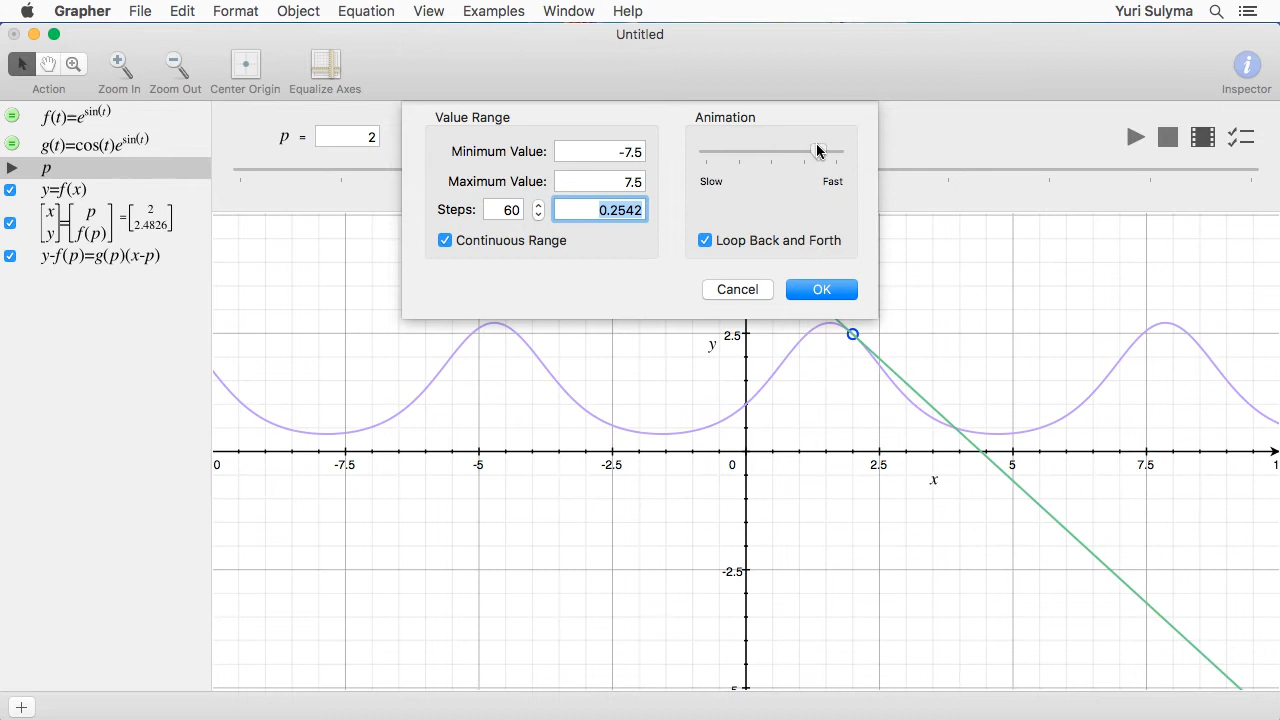 Grapher File Edit Format Object Equation View Examples Window Help Yuri Sulyma
Untitled
Action Zoom In Zoom Out Center Origin Equalize Axes Inspector
f(t)=e^sin(t)
g(t)=cos(t)e^sin(t)
p
y=f(x)
[x y]=[p f(p)] =[2 2.4826]
y-f(p)=g(p)(x-p)
p = 2
Value Range
Minimum Value: -7.5
Maximum Value: 7.5
Steps: 60 0.2542
Continuous Range
Animation
Slow Fast
Loop Back and Forth
Cancel OK
y 2.5
0 -7.5 -5 -2.5 0 2.5 5 7.5 1
x
-2.5
-5